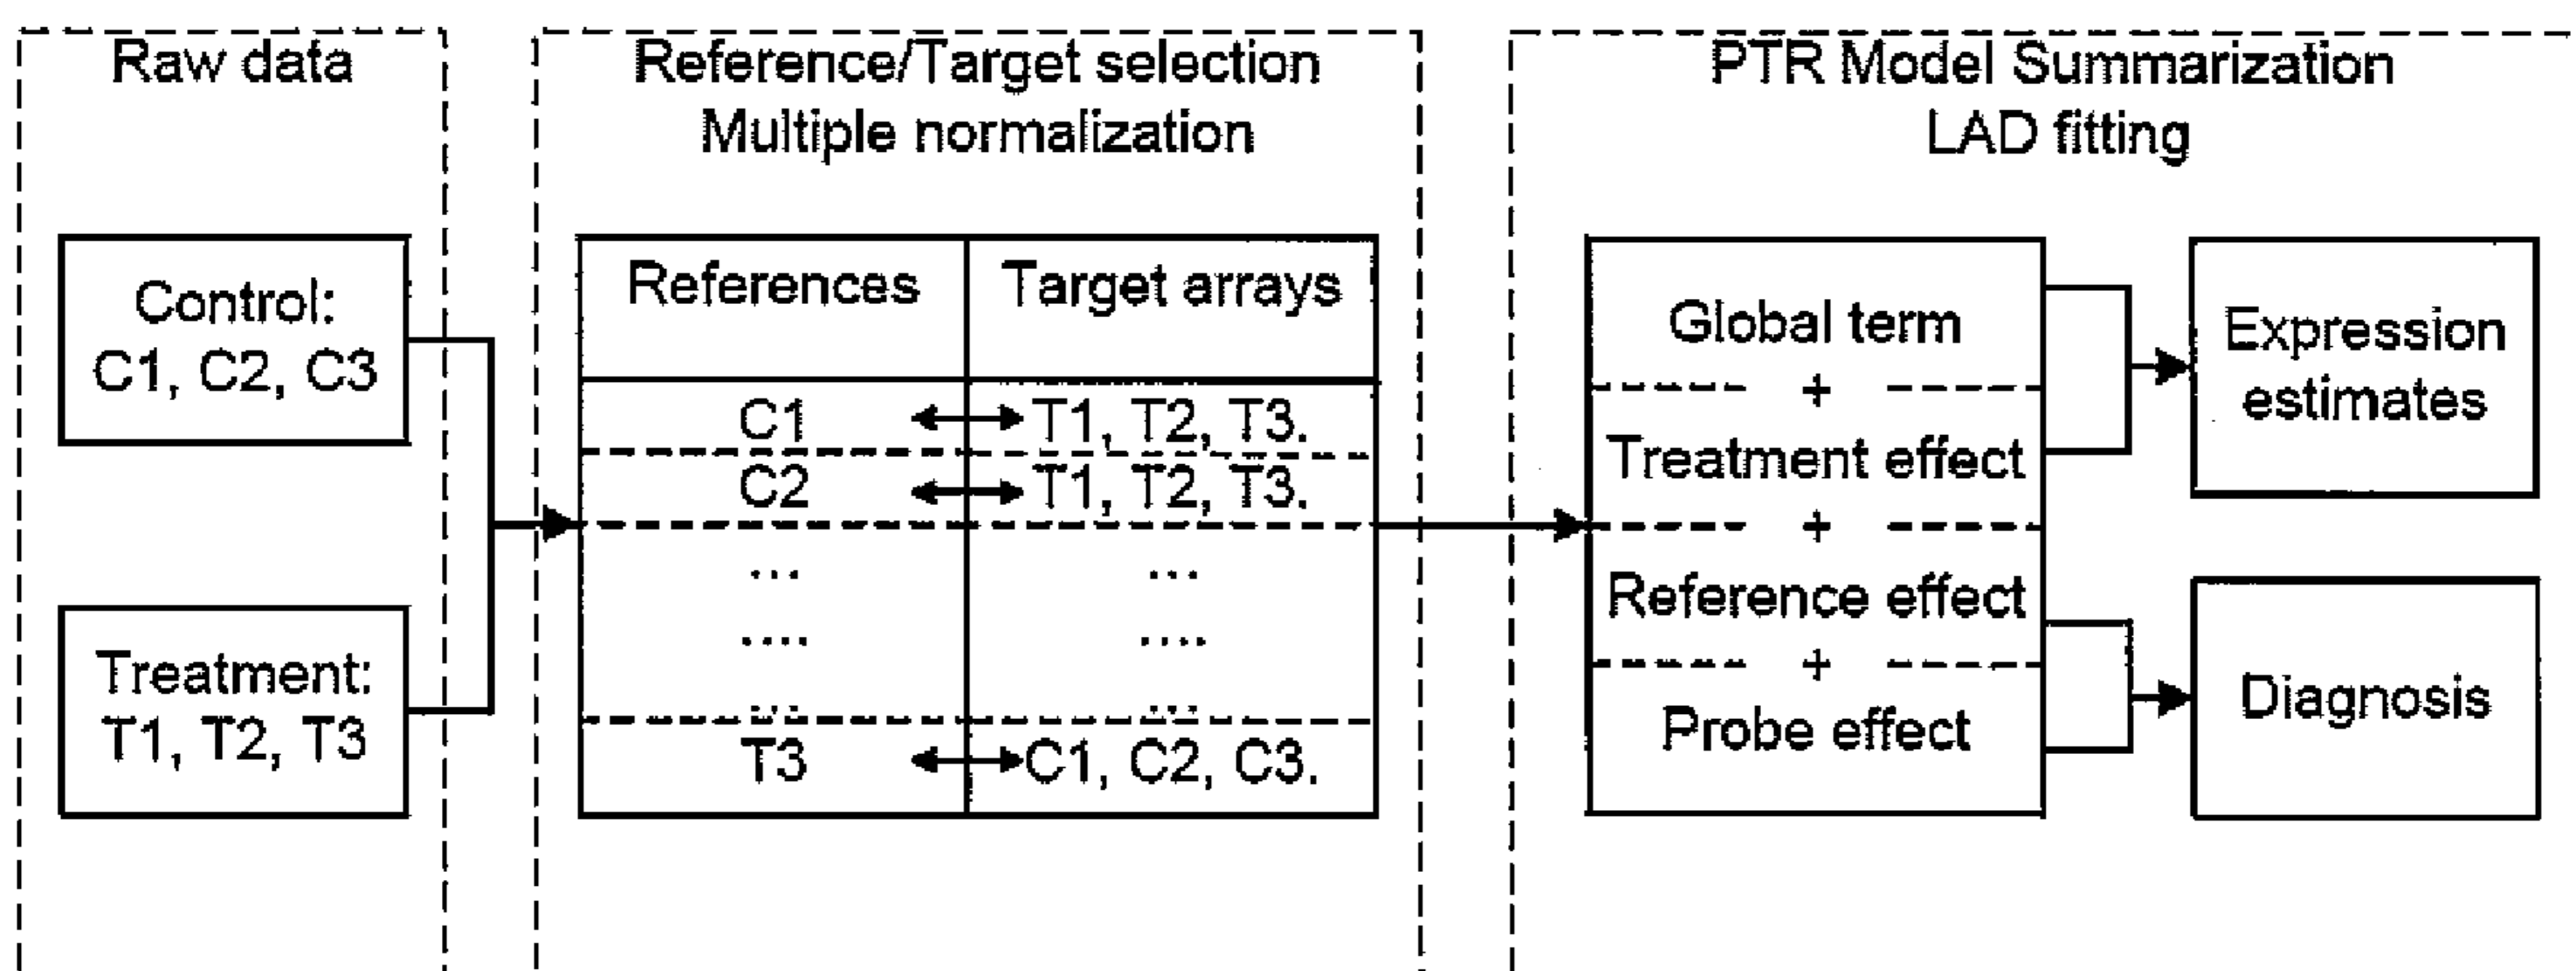 Raw data
Control:
C1, C2, C3
Treatment:
T1, T2, T3
Reference/Target selection
Multiple normalization
References Target arrays
C1 T1, T2, T3.
C2 T1, T2, T3.
... ...
.... ....
... ...
T3 C1, C2, C3.
PTR Model Summarization
LAD fitting
Global term
+
Treatment effect
+
Reference effect
+
Probe effect
Expression
estimates
Diagnosis